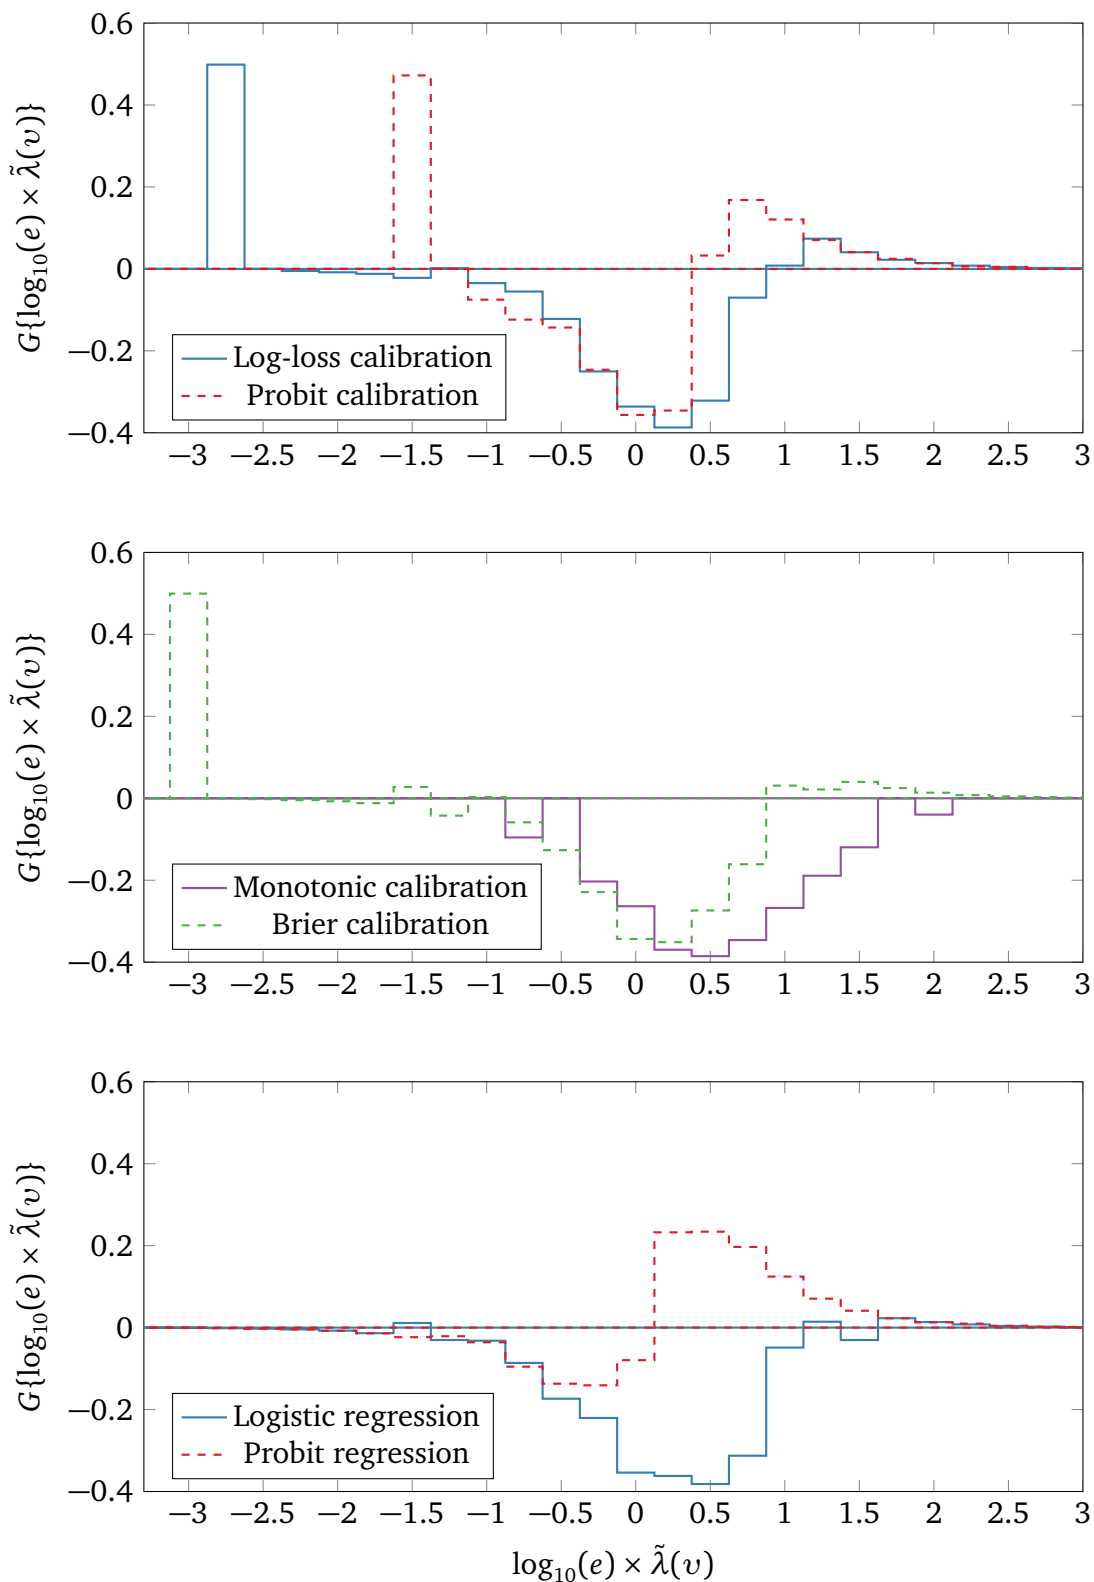 0.6
0.4
0.2
0
−0.2
−0.4
G{log₁₀(e) × λ̃(υ)}
Log-loss calibration
Probit calibration
−3 −2.5 −2 −1.5 −1 −0.5 0 0.5 1 1.5 2 2.5 3
0.6
0.4
0.2
0
−0.2
−0.4
G{log₁₀(e) × λ̃(υ)}
Monotonic calibration
Brier calibration
−3 −2.5 −2 −1.5 −1 −0.5 0 0.5 1 1.5 2 2.5 3
0.6
0.4
0.2
0
−0.2
−0.4
G{log₁₀(e) × λ̃(υ)}
Logistic regression
Probit regression
−3 −2.5 −2 −1.5 −1 −0.5 0 0.5 1 1.5 2 2.5 3
log₁₀(e) × λ̃(υ)